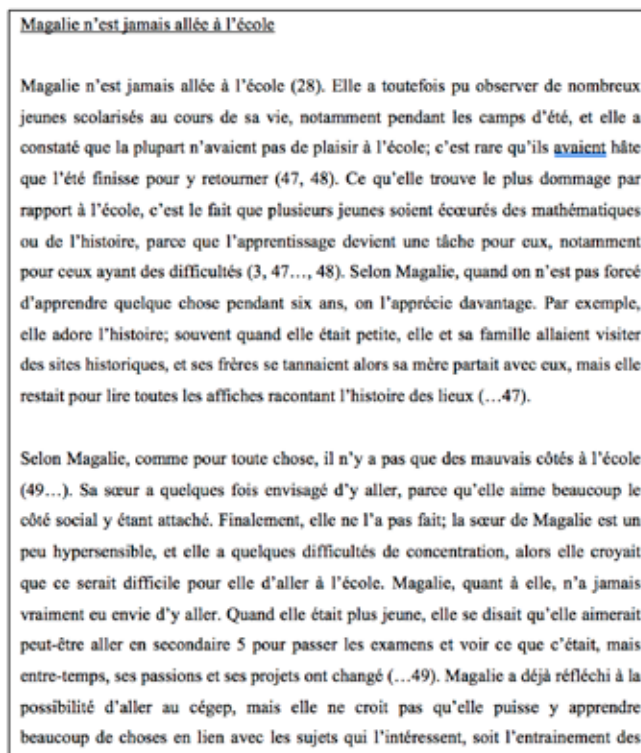 Magalie n'est jamais allée à l'école
Magalie n'est jamais allée à l'école (28). Elle a toutefois pu observer de nombreux
jeunes scolarisés au cours de sa vie, notamment pendant les camps d'été, et elle a
constaté que la plupart n'avaient pas de plaisir à l'école; c'est rare qu'ils avaient hâte
que l'été finisse pour y retourner (47, 48). Ce qu'elle trouve le plus dommage par
rapport à l'école, c'est le fait que plusieurs jeunes soient écœurés des mathématiques
ou de l'histoire, parce que l'apprentissage devient une tâche pour eux, notamment
pour ceux ayant des difficultés (3, 47…, 48). Selon Magalie, quand on n'est pas forcé
d'apprendre quelque chose pendant six ans, on l'apprécie davantage. Par exemple,
elle adore l'histoire; souvent quand elle était petite, elle et sa famille allaient visiter
des sites historiques, et ses frères se tannaient alors sa mère partait avec eux, mais elle
restait pour lire toutes les affiches racontant l'histoire des lieux (…47).
Selon Magalie, comme pour toute chose, il n'y a pas que des mauvais côtés à l'école
(49…). Sa sœur a quelques fois envisagé d'y aller, parce qu'elle aime beaucoup le
côté social y étant attaché. Finalement, elle ne l'a pas fait; la sœur de Magalie est un
peu hypersensible, et elle a quelques difficultés de concentration, alors elle croyait
que ce serait difficile pour elle d'aller à l'école. Magalie, quant à elle, n'a jamais
vraiment eu envie d'y aller. Quand elle était plus jeune, elle se disait qu'elle aimerait
peut-être aller en secondaire 5 pour passer les examens et voir ce que c'était, mais
entre-temps, ses passions et ses projets ont changé (…49). Magalie a déjà réfléchi à la
possibilité d'aller au cégep, mais elle ne croit pas qu'elle puisse y apprendre
beaucoup de choses en lien avec les sujets qui l'intéressent, soit l'entrainement des